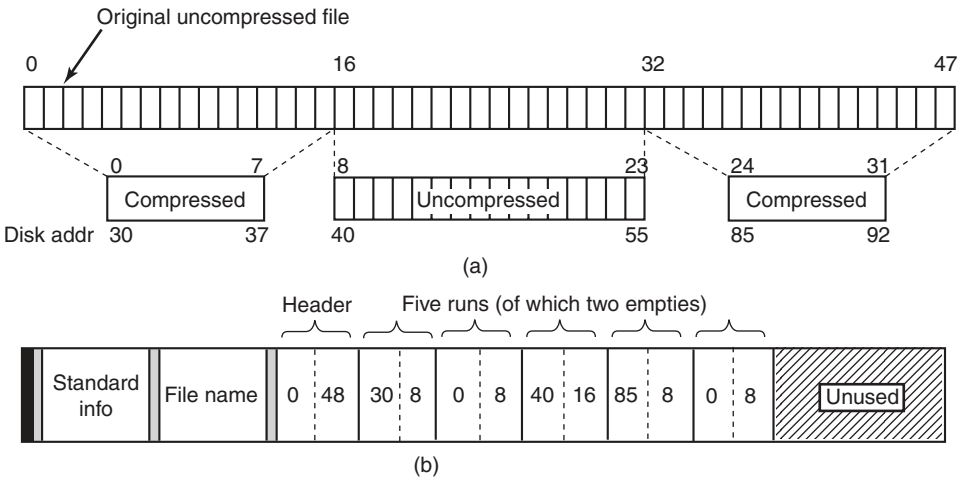 Original uncompressed file
0 16 32 47
0 7 8 23 24 31
Compressed Uncompressed Compressed
Disk addr 30 37 40 55 85 92
(a)
Header Five runs (of which two empties)
Standard info File name 0 48 30 8 0 8 40 16 85 8 0 8 Unused
(b)